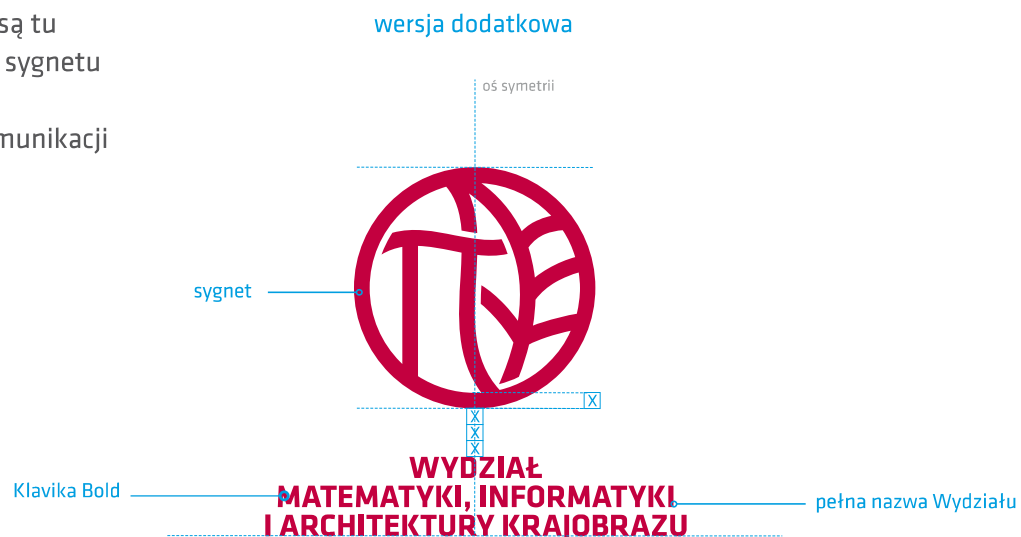 są tu
sygnetu
munikacji
wersja dodatkowa
oś symetrii
sygnet
X
X
X
X
WYDZIAŁ
MATEMATYKI, INFORMATYKI
I ARCHITEKTURY KRAJOBRAZU
Klavika Bold
pełna nazwa Wydziału